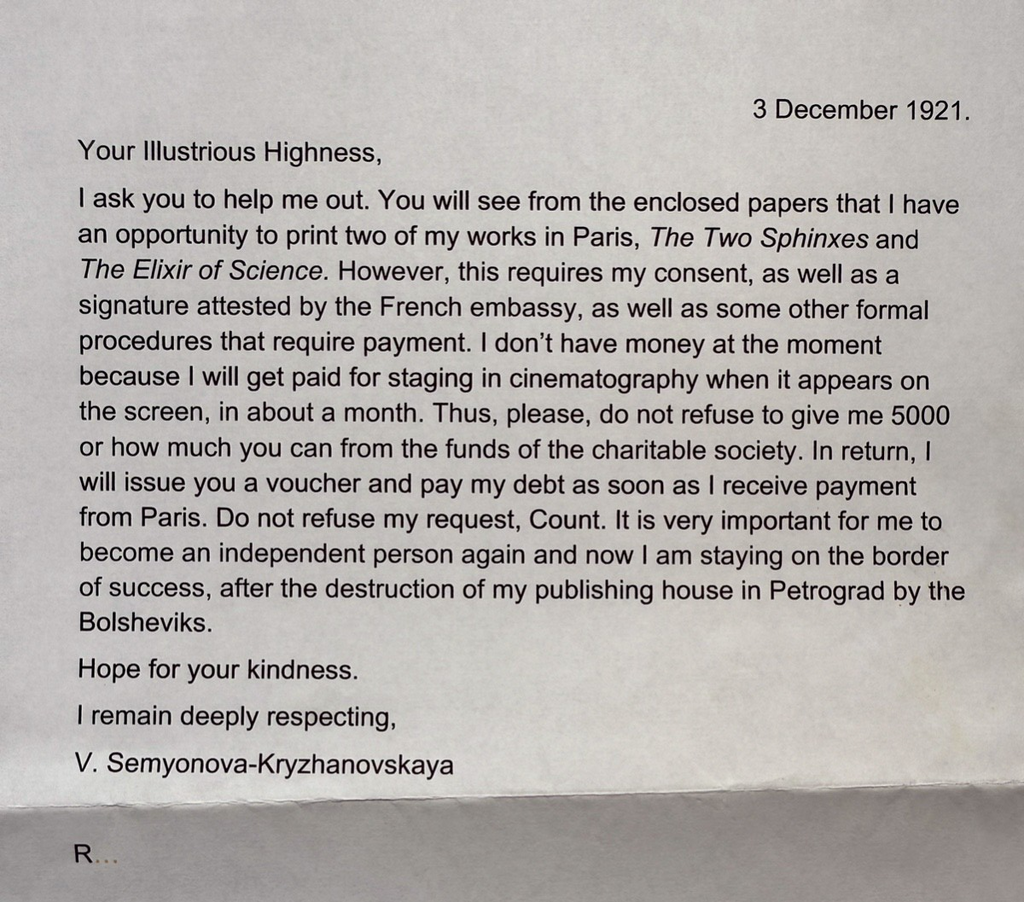 3 December 1921.
Your Illustrious Highness,
I ask you to help me out. You will see from the enclosed papers that I have
an opportunity to print two of my works in Paris, The Two Sphinxes and
The Elixir of Science. However, this requires my consent, as well as a
signature attested by the French embassy, as well as some other formal
procedures that require payment. I don’t have money at the moment
because I will get paid for staging in cinematography when it appears on
the screen, in about a month. Thus, please, do not refuse to give me 5000
or how much you can from the funds of the charitable society. In return, I
will issue you a voucher and pay my debt as soon as I receive payment
from Paris. Do not refuse my request, Count. It is very important for me to
become an independent person again and now I am staying on the border
of success, after the destruction of my publishing house in Petrograd by the
Bolsheviks.
Hope for your kindness.
I remain deeply respecting,
V. Semyonova-Kryzhanovskaya
R...